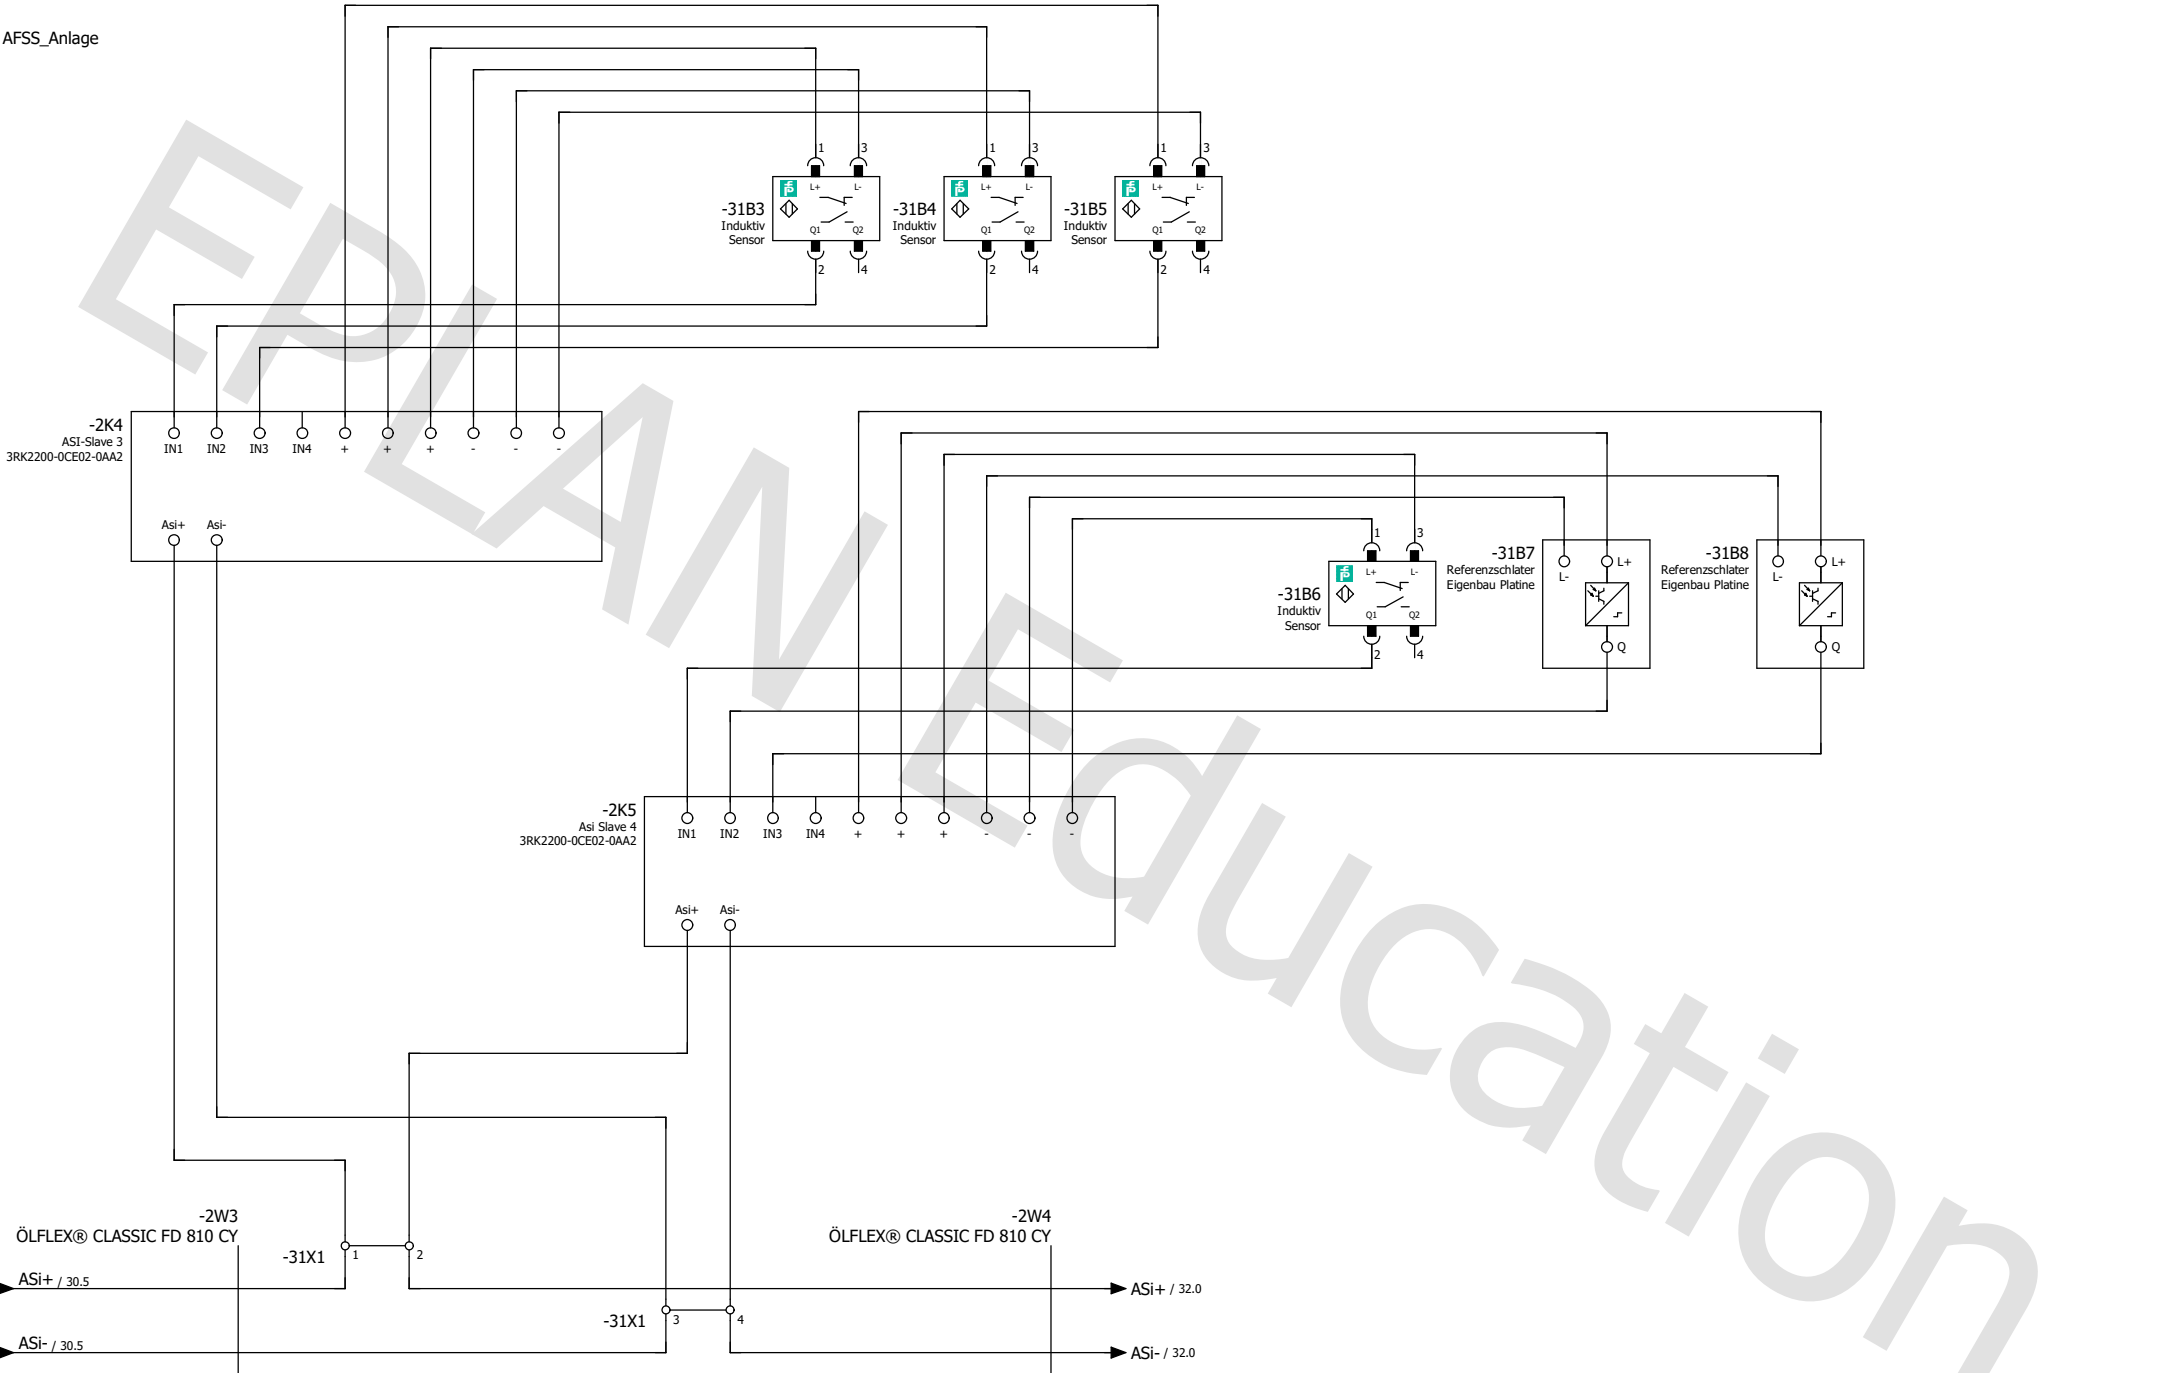 AFSS_Anlage
1
3
1
3
1
3
L+
L-
L+
L-
L+
L-
-31B3
Induktiv
Sensor
-31B4
Induktiv
Sensor
-31B5
Induktiv
Sensor
Q1
Q2
Q1
Q2
Q1
Q2
2
4
2
4
2
4
-2K4
ASI-Slave 3
3RK2200-0CE02-0AA2
IN1
IN2
IN3
IN4
+
+
+
-
-
-
Asi+
Asi-
1
3
L+
L-
-31B6
Induktiv
Sensor
Q1
Q2
2
4
-31B7
Referenzschlater
Eigenbau Platine
L-
L+
Q
-31B8
Referenzschlater
Eigenbau Platine
L-
L+
Q
-2K5
Asi Slave 4
3RK2200-0CE02-0AA2
IN1
IN2
IN3
IN4
+
+
+
-
-
-
Asi+
Asi-
-2W3
ÖLFLEX® CLASSIC FD 810 CY
-2W4
ÖLFLEX® CLASSIC FD 810 CY
-31X1
1
2
ASi+ / 30.5
ASi+ / 32.0
-31X1
3
4
ASi- / 30.5
ASi- / 32.0
EPLAN Education